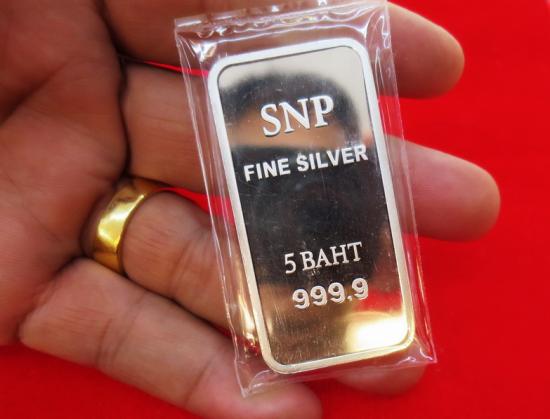 SNP
FINE SILVER
5 BAHT
999.9